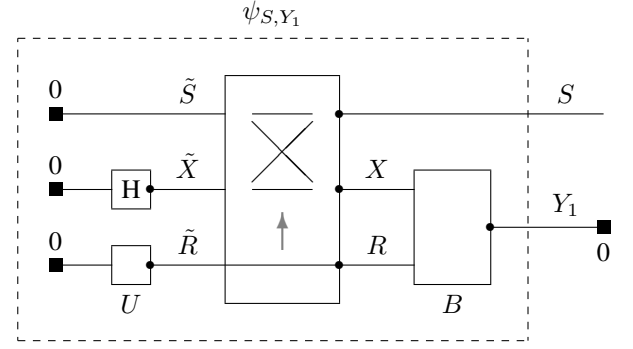 ψ_{S,Y_1}
0 S̃ S
0 H X̃ X
Y_1
0 R̃ R 0
U B